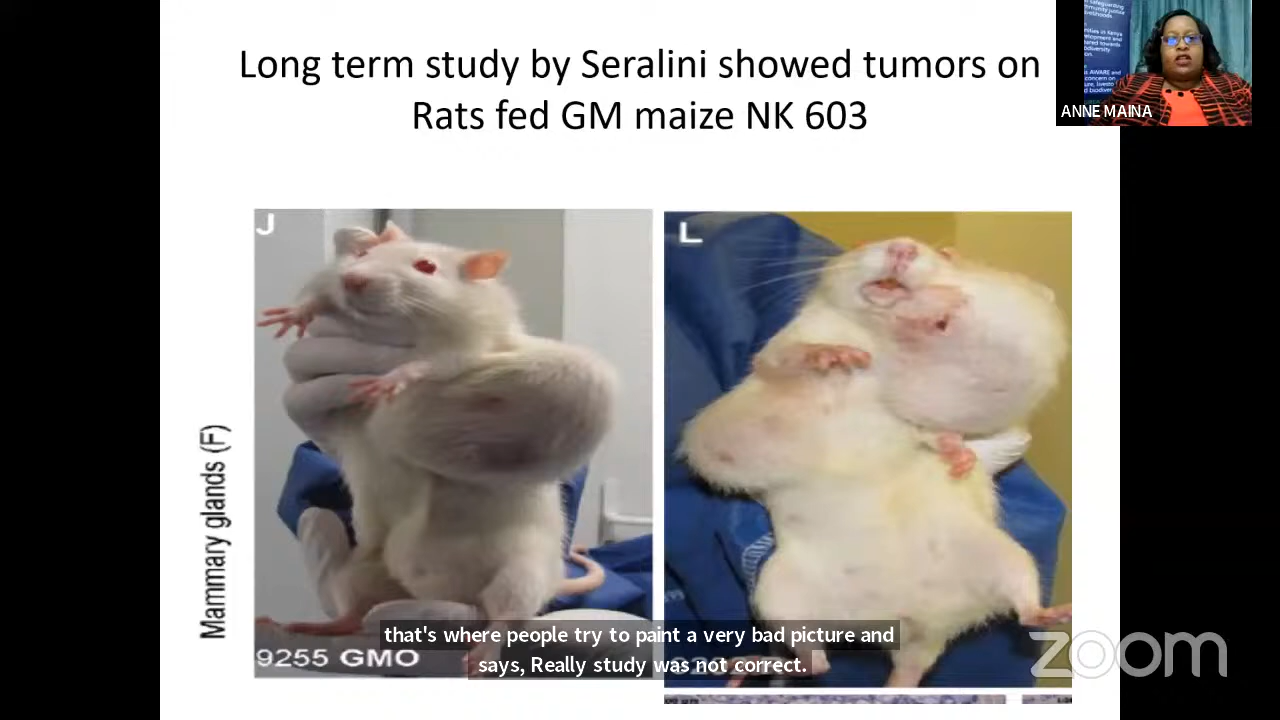 Long term study by Seralini showed tumors on
Rats fed GM maize NK 603
ANNE MAINA
J
L
Mammary glands (F)
9255 GMO
that's where people try to paint a very bad picture and
says, Really study was not correct.
zoom